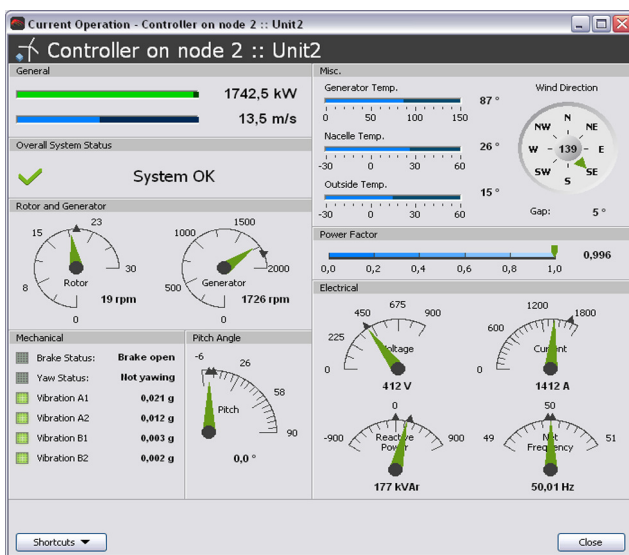 Current Operation - Controller on node 2 :: Unit2
Controller on node 2 :: Unit2
General
1742,5 kW
13,5 m/s
Overall System Status
System OK
Rotor and Generator
0
8
15
23
30
Rotor
19 rpm
0
500
1000
1500
2000
Generator
1726 rpm
Mechanical
Brake Status: Brake open
Yaw Status: Not yawing
Vibration A1 0,021 g
Vibration A2 0,012 g
Vibration B1 0,003 g
Vibration B2 0,002 g
Pitch Angle
-6
26
58
90
Pitch
0,0 °
Misc.
Generator Temp.
87 °
0 50 100 150
Nacelle Temp.
26 °
-30 0 30 60
Outside Temp.
15 °
-30 0 30 60
Wind Direction
N
NW NE
W 139 E
SW SE
S
Gap: 5 °
Power Factor
0,996
0,0 0,2 0,4 0,6 0,8 1,0
Electrical
0
225
450
675
900
Voltage
412 V
0
600
1200
1800
Current
1412 A
-900
0
900
Reactive
Power
177 kVAr
49
50
51
Net
Frequency
50,01 Hz
Shortcuts
Close